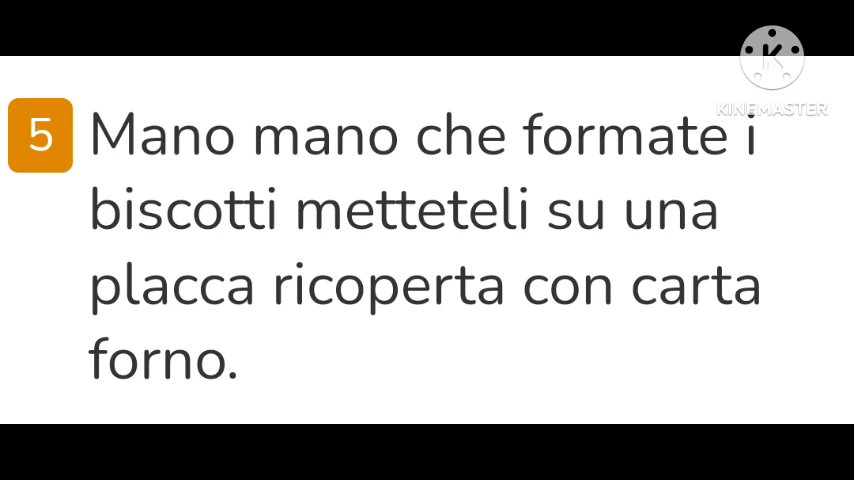 KINEMASTER
5 Mano mano che formate i
biscotti metteteli su una
placca ricoperta con carta
forno.